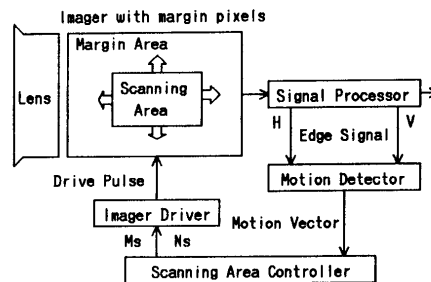 Imager with margin pixels
Margin Area
Lens
Scanning
Area
Signal Processor
H
V
Edge Signal
Drive Pulse
Motion Detector
Imager Driver
Motion Vector
Ms
Ns
Scanning Area Controller